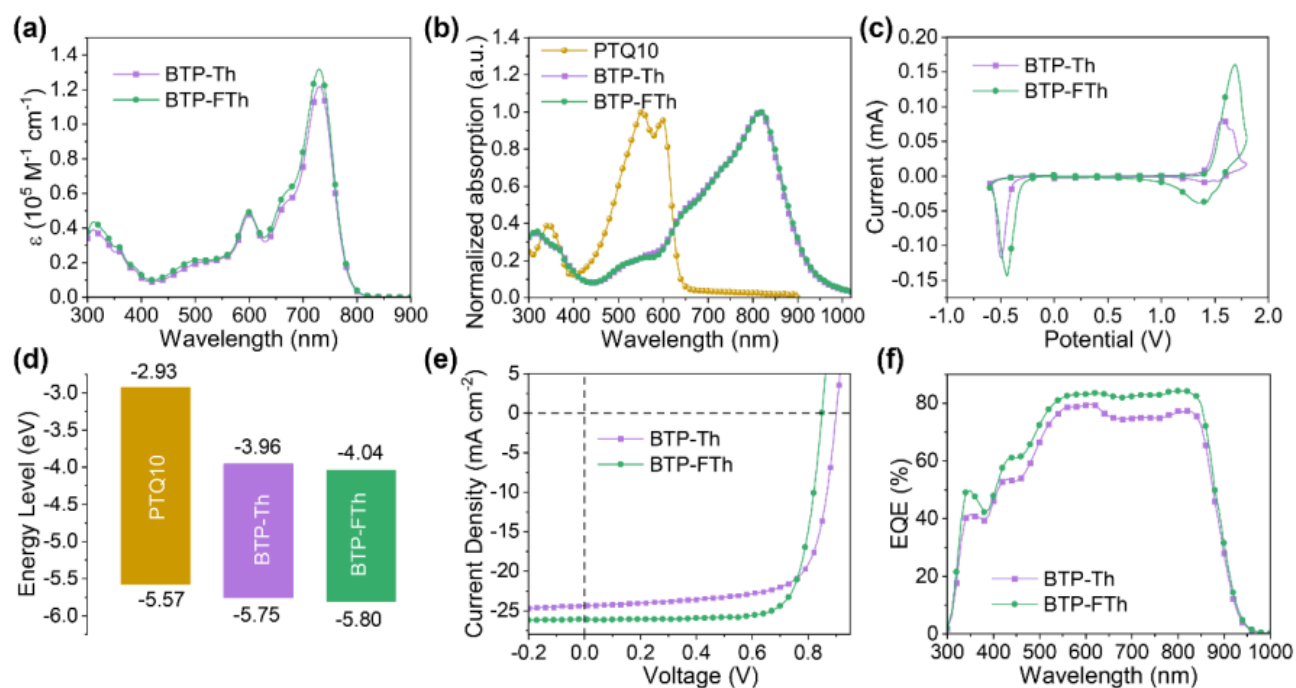 (a)
1.4
1.2
1.0
0.8
0.6
0.4
0.2
0.0
ε (10⁵ M⁻¹ cm⁻¹)
BTP-Th
BTP-FTh
300 400 500 600 700 800 900
Wavelength (nm)
(b)
1.2
1.0
0.8
0.6
0.4
0.2
0.0
Normalized absorption (a.u.)
PTQ10
BTP-Th
BTP-FTh
300 400 500 600 700 800 900 1000
Wavelength (nm)
(c)
0.20
0.15
0.10
0.05
0.00
-0.05
-0.10
-0.15
Current (mA)
BTP-Th
BTP-FTh
-1.0 -0.5 0.0 0.5 1.0 1.5 2.0
Potential (V)
(d)
-3.0
-3.5
-4.0
-4.5
-5.0
-5.5
-6.0
Energy Level (eV)
-2.93
PTQ10
-5.57
-3.96
BTP-Th
-5.75
-4.04
BTP-FTh
-5.80
(e)
5
0
-5
-10
-15
-20
-25
Current Density (mA cm⁻²)
BTP-Th
BTP-FTh
-0.2 0.0 0.2 0.4 0.6 0.8
Voltage (V)
(f)
80
60
40
20
0
EQE (%)
BTP-Th
BTP-FTh
300 400 500 600 700 800 900 1000
Wavelength (nm)